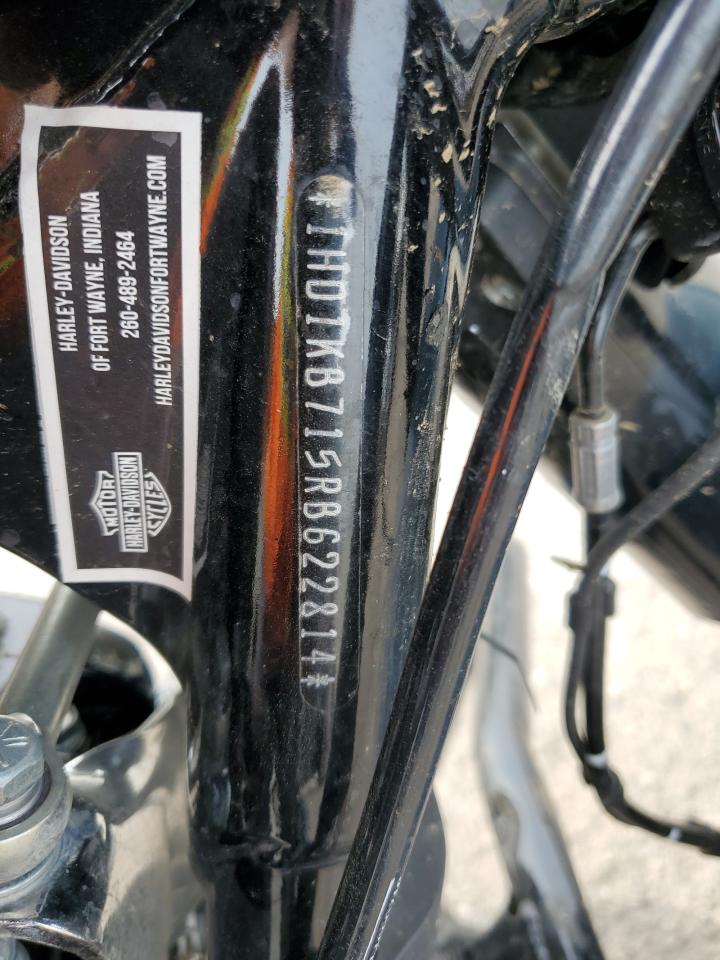 HARLEY-DAVIDSON
OF FORT WAYNE, INDIANA
260-489-2464
HARLEYDAVIDSONFORTWAYNE.COM
MOTOR
HARLEY-DAVIDSON
CYCLES
*1HD1KB715RB622814*